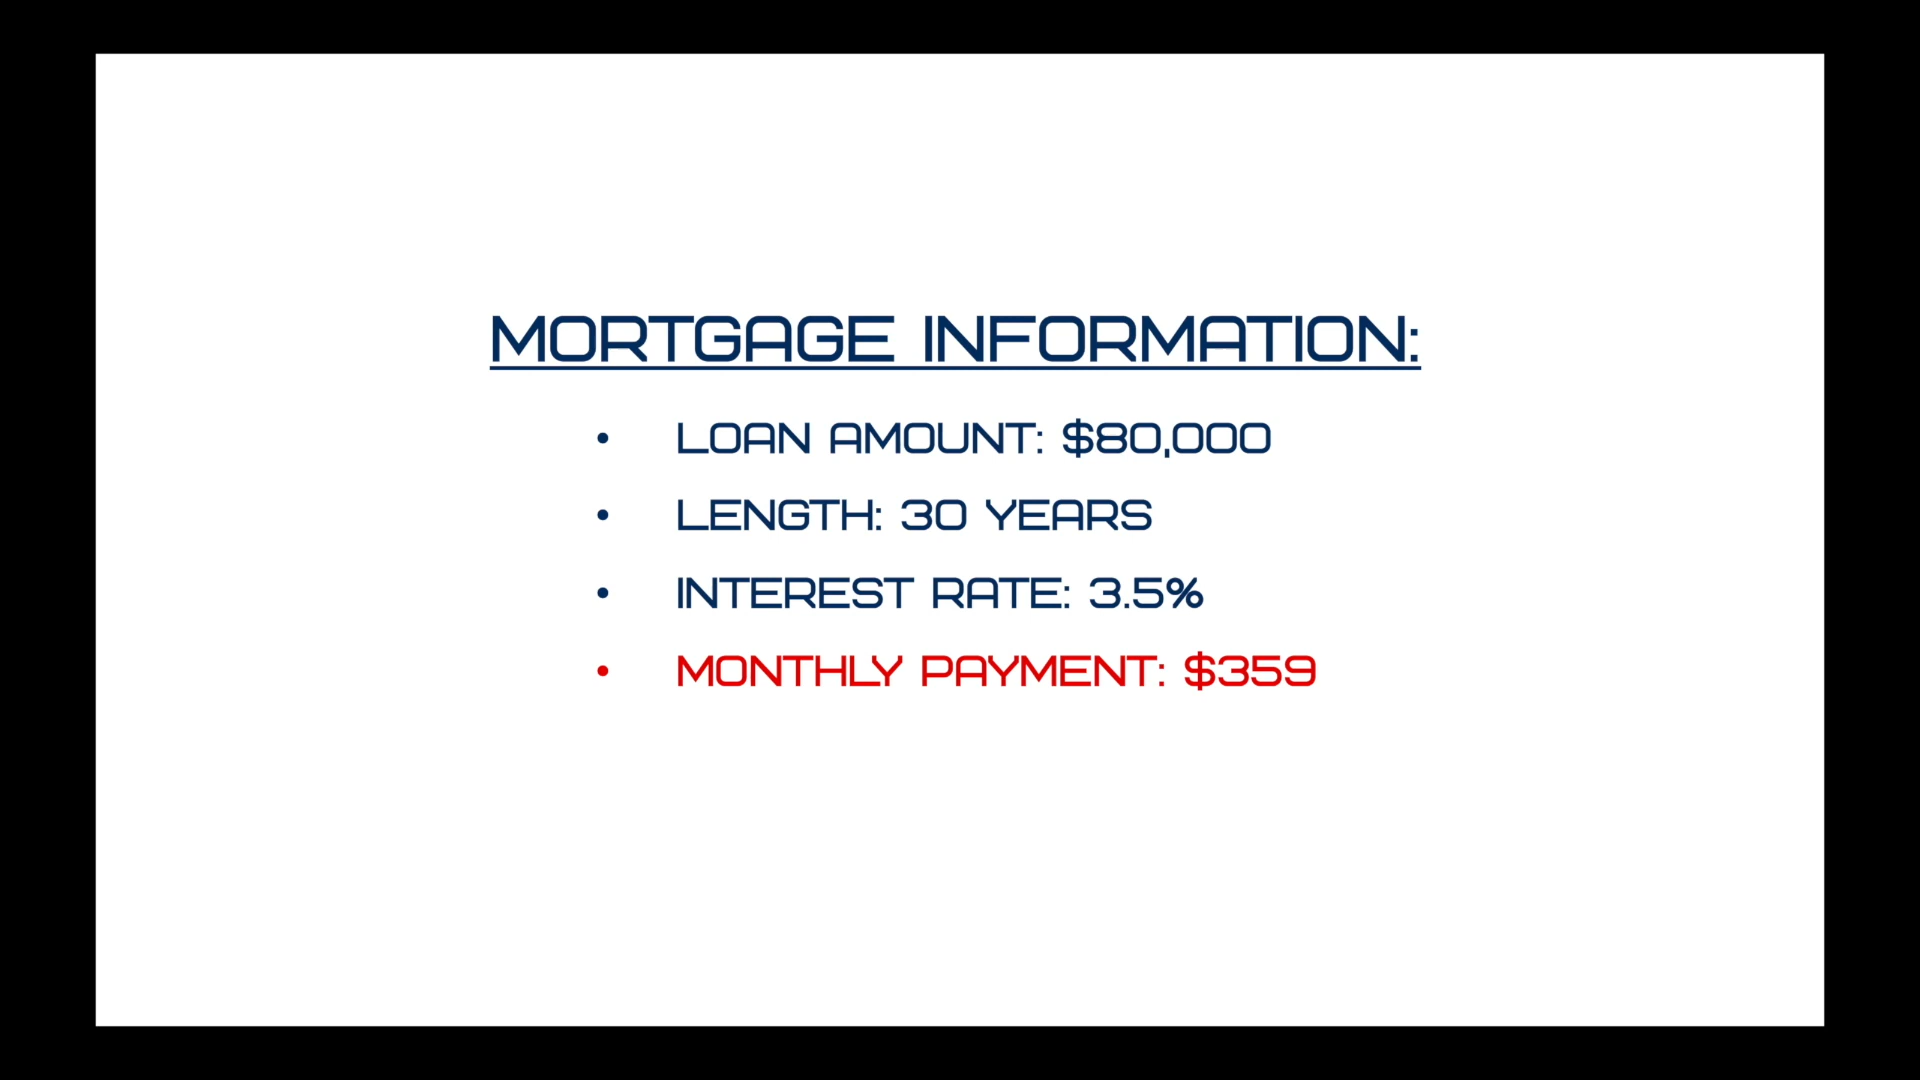 MORTGAGE INFORMATION:
• LOAN AMOUNT: $80,000
• LENGTH: 30 YEARS
• INTEREST RATE: 3.5%
• MONTHLY PAYMENT: $359